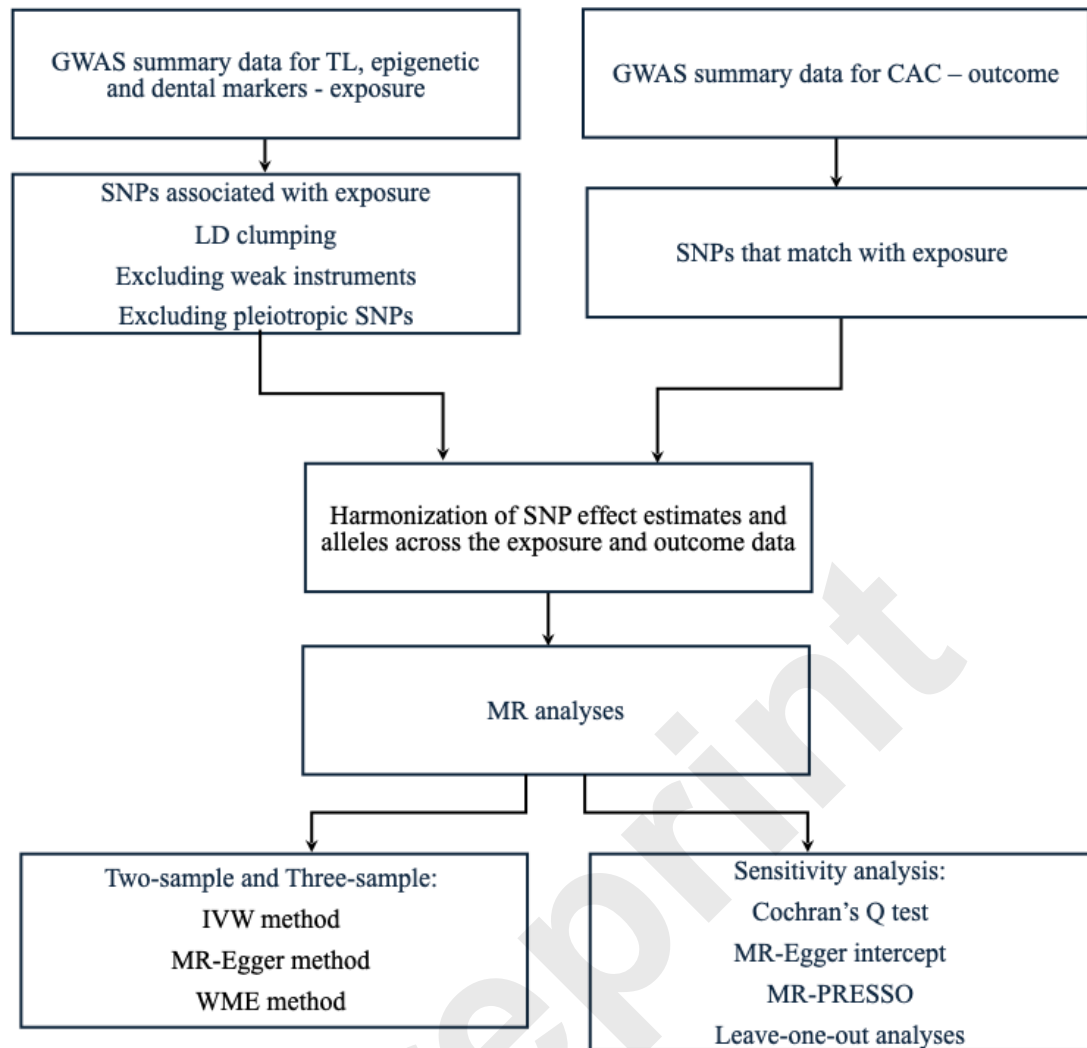 GWAS summary data for TL, epigenetic
and dental markers - exposure
GWAS summary data for CAC – outcome
SNPs associated with exposure
LD clumping
Excluding weak instruments
Excluding pleiotropic SNPs
SNPs that match with exposure
Harmonization of SNP effect estimates and
alleles across the exposure and outcome data
MR analyses
Two-sample and Three-sample:
IVW method
MR-Egger method
WME method
Sensitivity analysis:
Cochran’s Q test
MR-Egger intercept
MR-PRESSO
Leave-one-out analyses
eprint